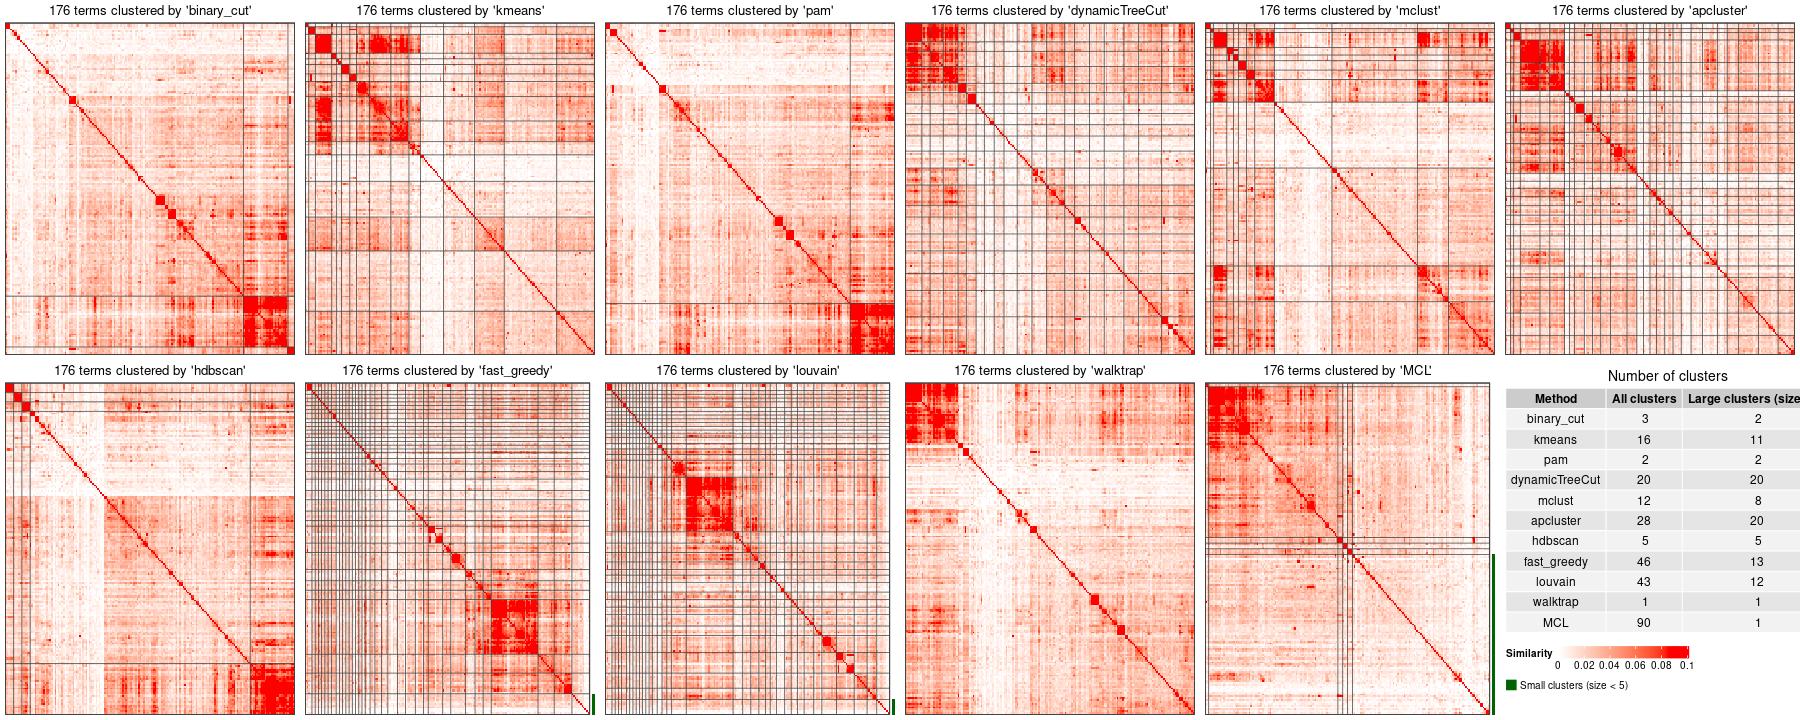 176 terms clustered by 'binary_cut'
176 terms clustered by 'kmeans'
176 terms clustered by 'pam'
176 terms clustered by 'dynamicTreeCut'
176 terms clustered by 'mclust'
176 terms clustered by 'apcluster'
176 terms clustered by 'hdbscan'
176 terms clustered by 'fast_greedy'
176 terms clustered by 'louvain'
176 terms clustered by 'walktrap'
176 terms clustered by 'MCL'
Number of clusters
Method All clusters Large clusters (size
binary_cut 3 2
kmeans 16 11
pam 2 2
dynamicTreeCut 20 20
mclust 12 8
apcluster 28 20
hdbscan 5 5
fast_greedy 46 13
louvain 43 12
walktrap 1 1
MCL 90 1
Similarity
0 0.02 0.04 0.06 0.08 0.1
Small clusters (size < 5)